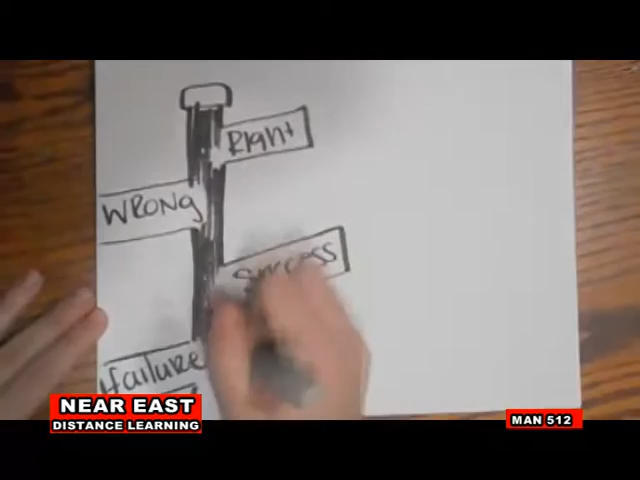 Right
WRONg
Success
failure
NEAR EAST
DISTANCE LEARNING
MAN 512